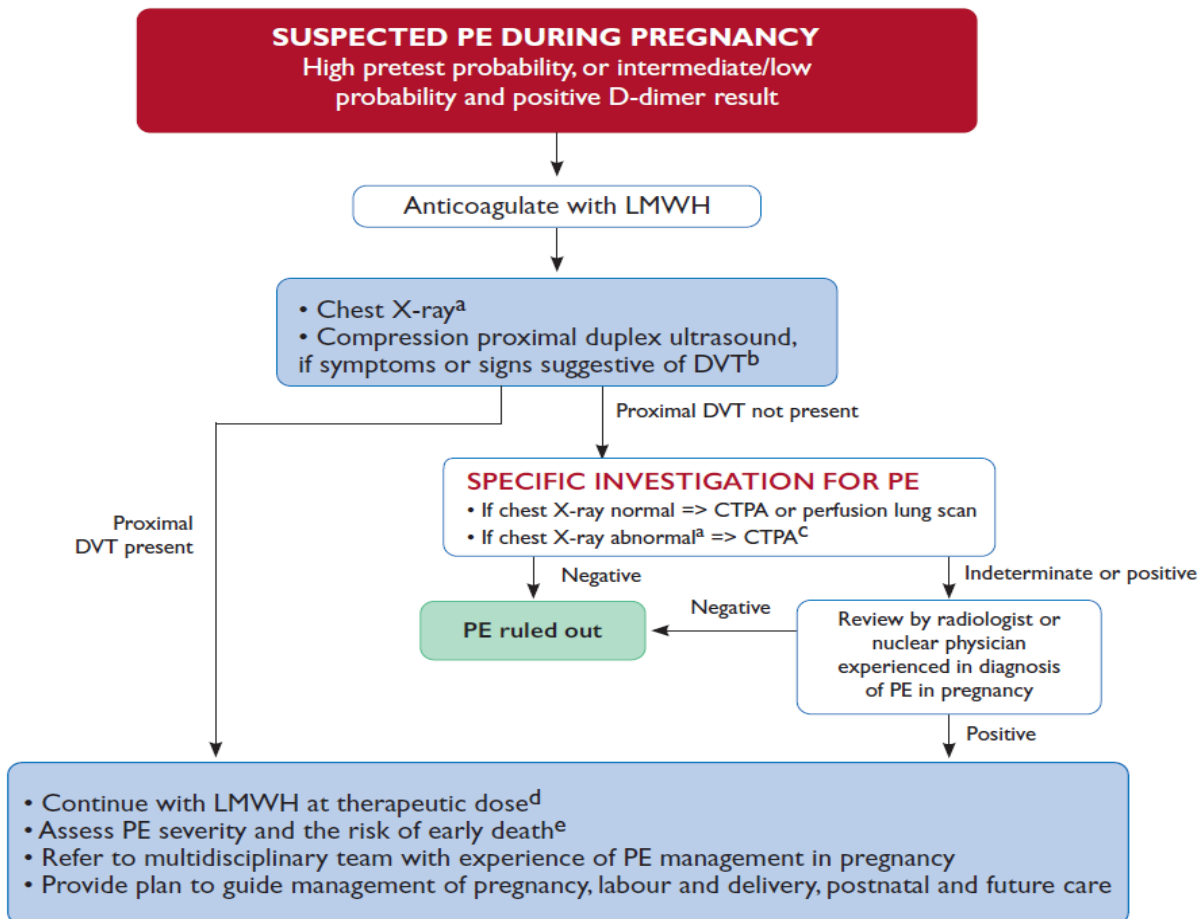 SUSPECTED PE DURING PREGNANCY
High pretest probability, or intermediate/low
probability and positive D-dimer result
Anticoagulate with LMWH
• Chest X-rayᵃ
• Compression proximal duplex ultrasound,
if symptoms or signs suggestive of DVTᵇ
Proximal DVT not present
SPECIFIC INVESTIGATION FOR PE
• If chest X-ray normal => CTPA or perfusion lung scan
• If chest X-ray abnormalᵃ => CTPAᶜ
Proximal
DVT present
Negative
Indeterminate or positive
PE ruled out
Negative
Review by radiologist or
nuclear physician
experienced in diagnosis
of PE in pregnancy
Positive
• Continue with LMWH at therapeutic doseᵈ
• Assess PE severity and the risk of early deathᵉ
• Refer to multidisciplinary team with experience of PE management in pregnancy
• Provide plan to guide management of pregnancy, labour and delivery, postnatal and future care